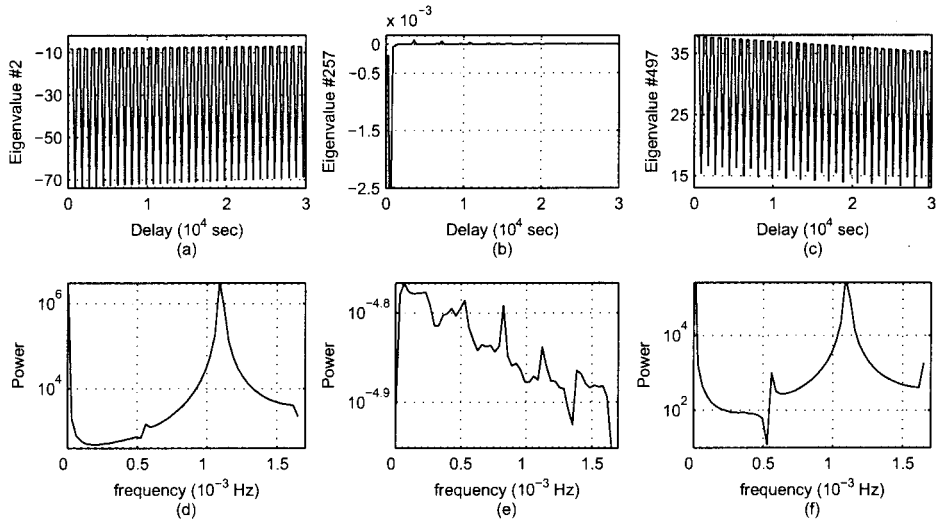 x 10⁻³
−10
−30
−50
−70
Eigenvalue #2
0 1 2 3
Delay (10⁴ sec)
(a)
0
−0.5
−1.5
−2.5
Eigenvalue #257
0 1 2 3
Delay (10⁴ sec)
(b)
35
25
15
Eigenvalue #497
0 1 2 3
Delay (10⁴ sec)
(c)
10⁶
10⁴
Power
0 0.5 1 1.5
frequency (10⁻³ Hz)
(d)
10⁻⁴·⁸
10⁻⁴·⁹
Power
0 0.5 1 1.5
frequency (10⁻³ Hz)
(e)
10⁴
10²
Power
0 0.5 1 1.5
frequency (10⁻³ Hz)
(f)